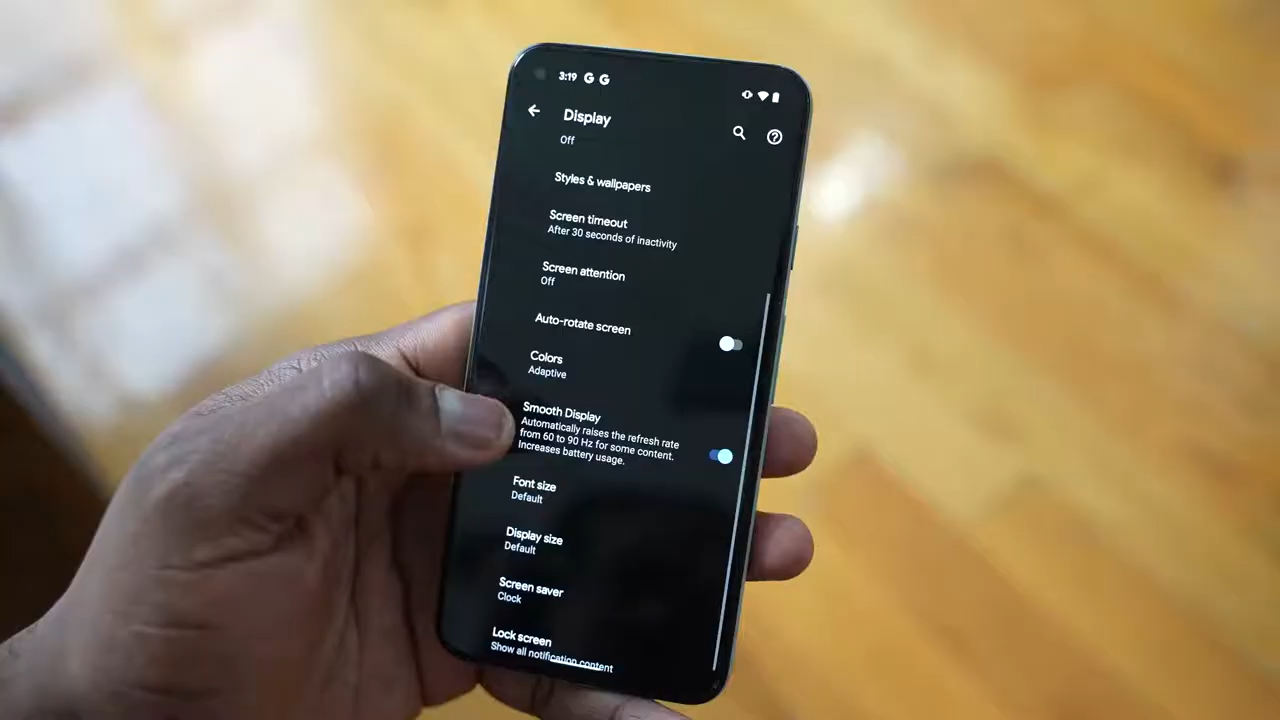 3:19 G G
Display
Off
Styles & wallpapers
Screen timeout
After 30 seconds of inactivity
Screen attention
Off
Auto-rotate screen
Colors
Adaptive
Smooth Display
Automatically raises the refresh rate
from 60 to 90 Hz for some content.
Increases battery usage.
Font size
Default
Display size
Default
Screen saver
Clock
Lock screen
Show all notification content